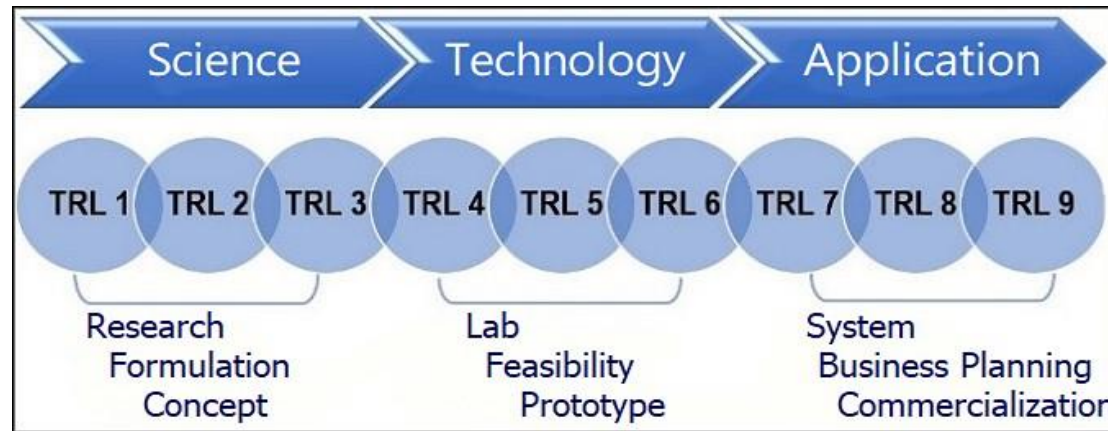 Science Technology Application
TRL 1 TRL 2 TRL 3 TRL 4 TRL 5 TRL 6 TRL 7 TRL 8 TRL 9
Research
Formulation
Concept
Lab
Feasibility
Prototype
System
Business Planning
Commercialization